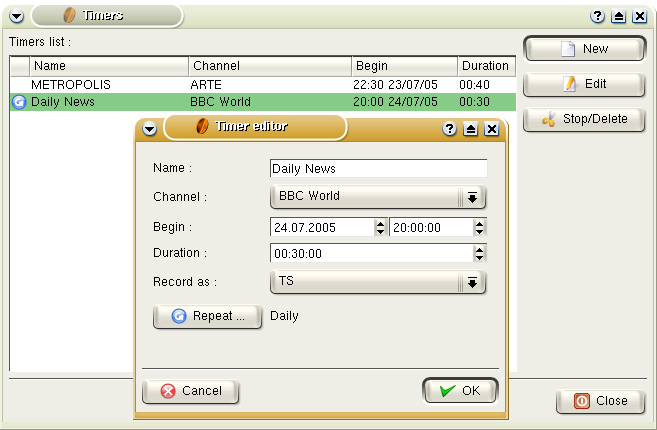 Timers
Timers list :
Name Channel Begin Duration
METROPOLIS ARTE 22:30 23/07/05 00:40
Daily News BBC World 20:00 24/07/05 00:30
New
Edit
Stop/Delete
Timer editor
Name : Daily News
Channel : BBC World
Begin : 24.07.2005 20:00:00
Duration : 00:30:00
Record as : TS
Repeat ... Daily
Cancel OK
Close